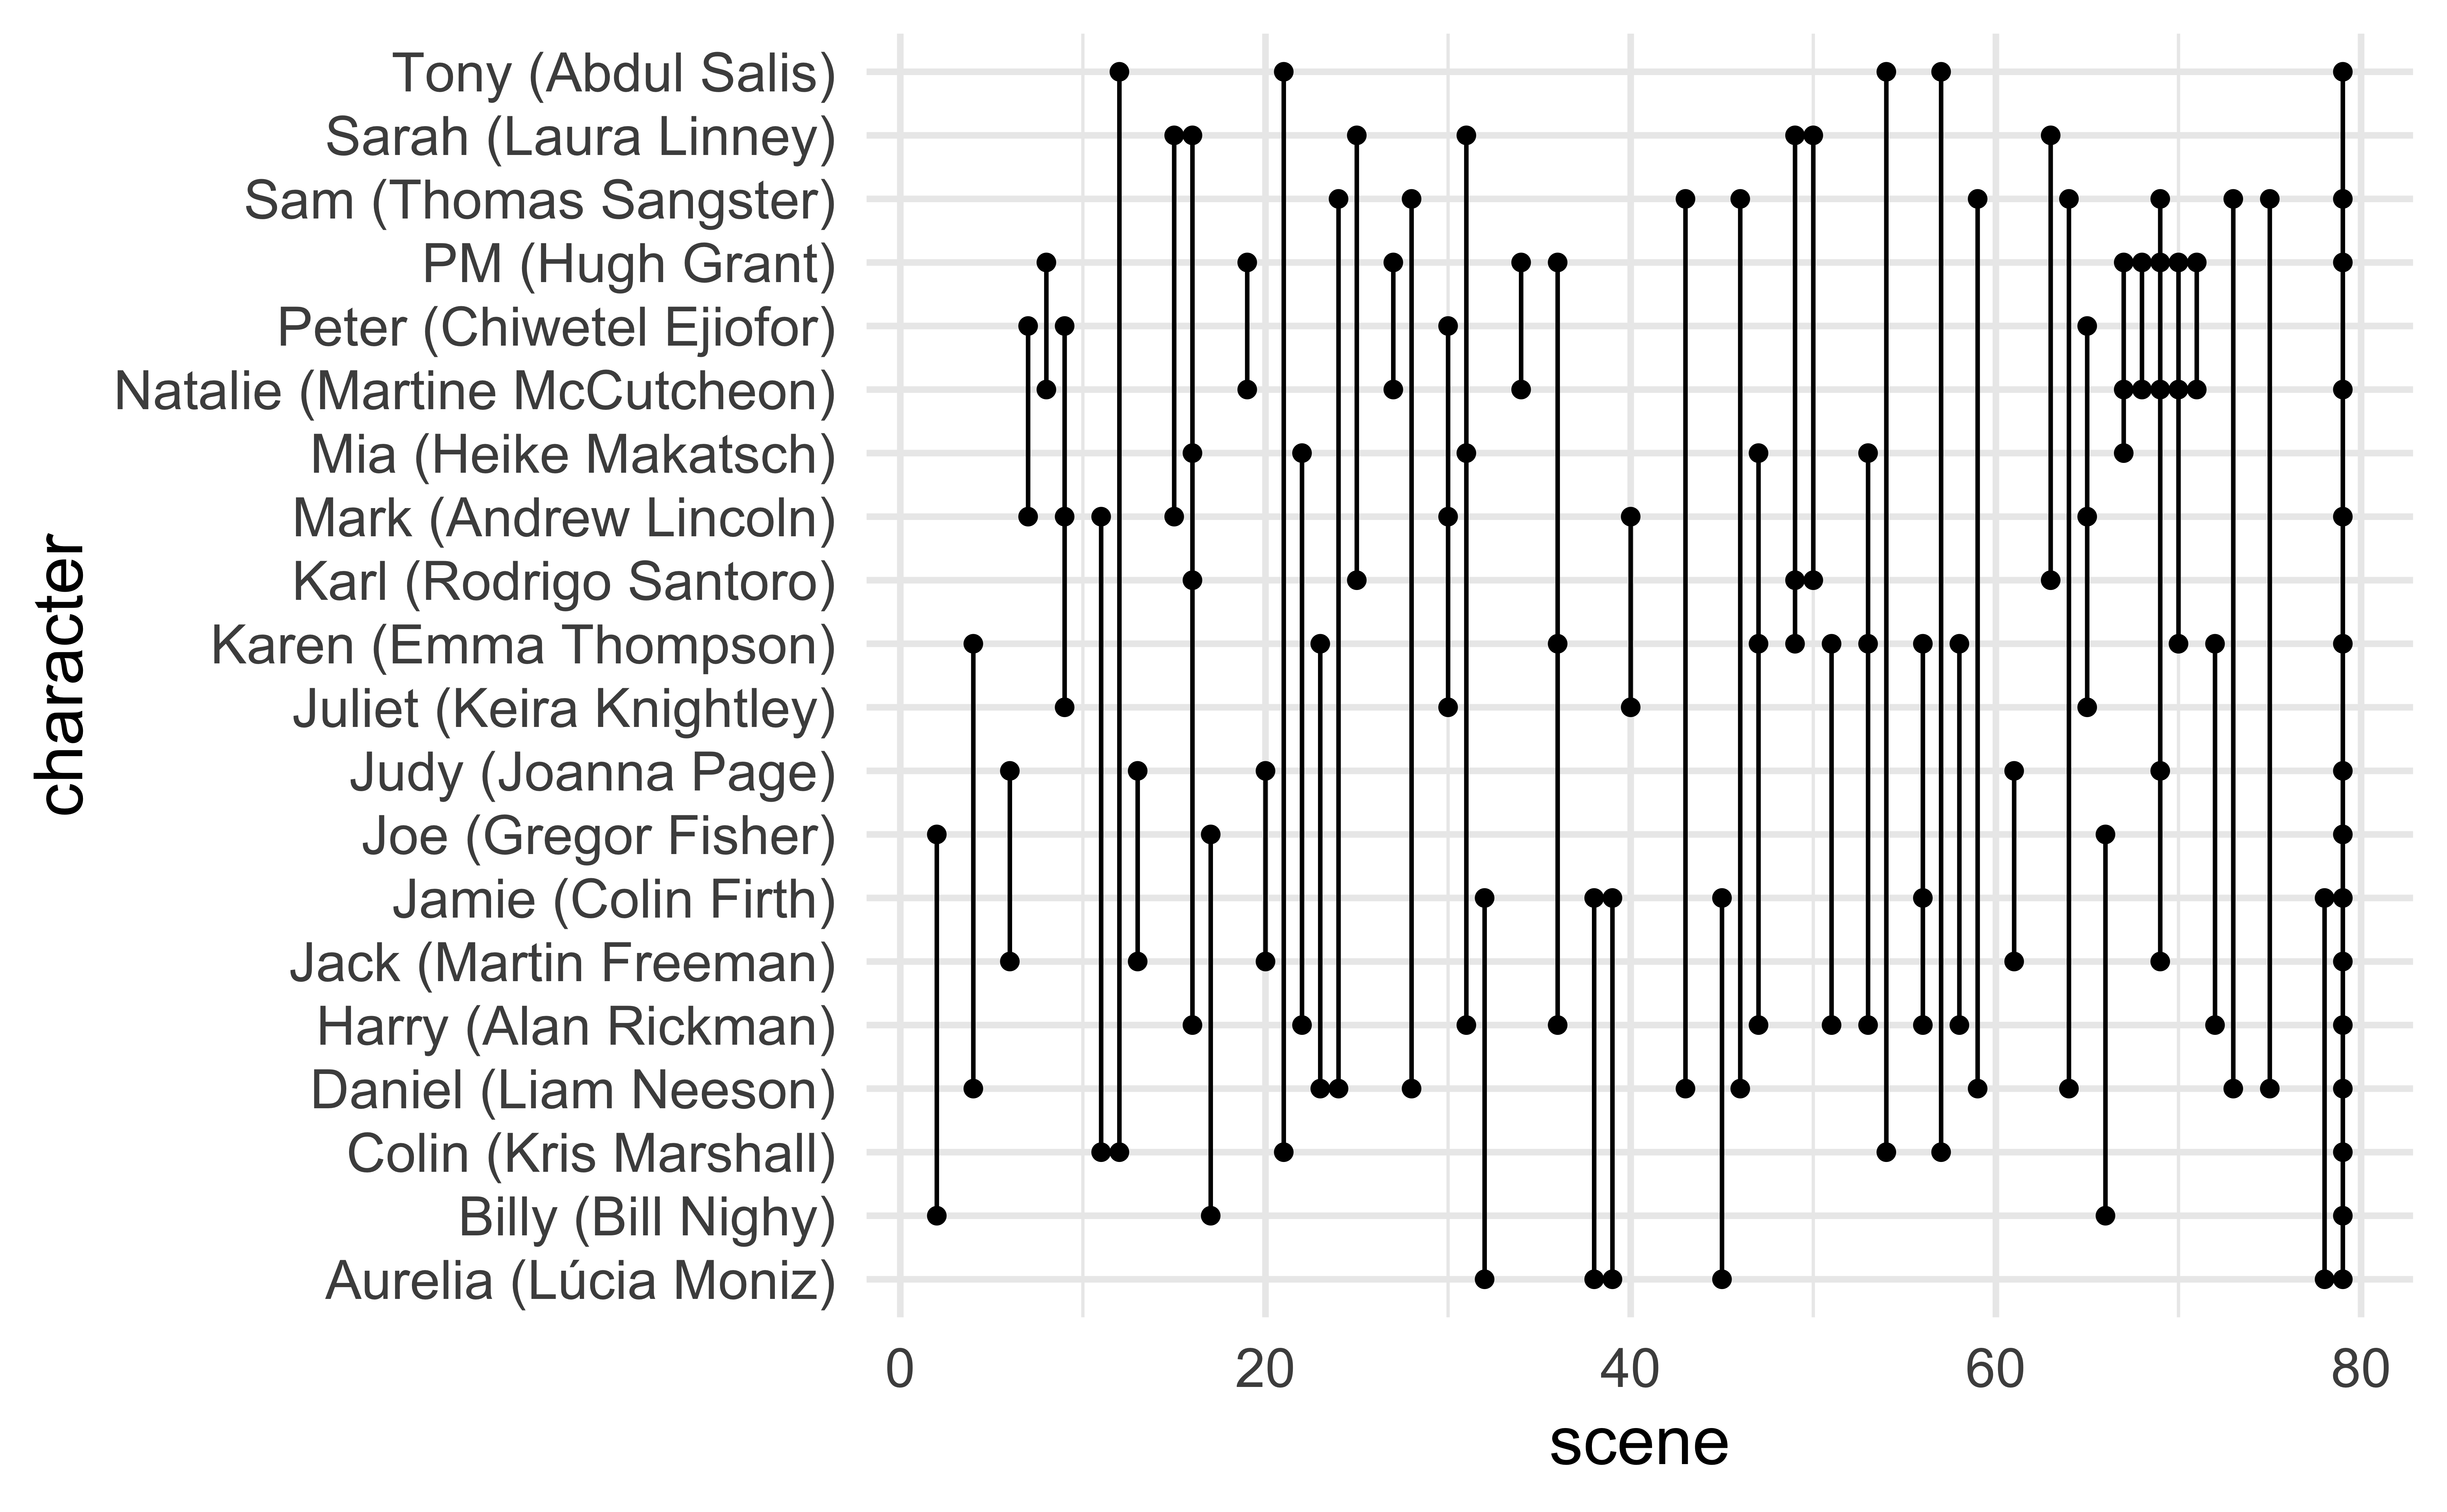 Tony (Abdul Salis)
Sarah (Laura Linney)
Sam (Thomas Sangster)
PM (Hugh Grant)
Peter (Chiwetel Ejiofor)
Natalie (Martine McCutcheon)
Mia (Heike Makatsch)
Mark (Andrew Lincoln)
Karl (Rodrigo Santoro)
Karen (Emma Thompson)
Juliet (Keira Knightley)
Judy (Joanna Page)
Joe (Gregor Fisher)
Jamie (Colin Firth)
Jack (Martin Freeman)
Harry (Alan Rickman)
Daniel (Liam Neeson)
Colin (Kris Marshall)
Billy (Bill Nighy)
Aurelia (Lúcia Moniz)
character
0 20 40 60 80
scene